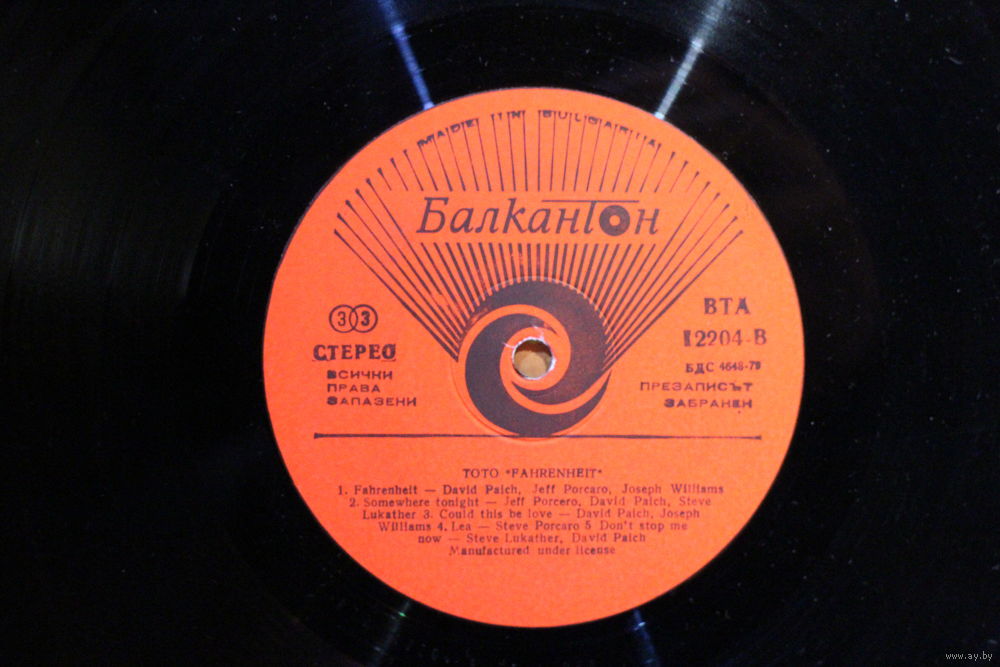 MADE IN BULGARIA
Балкантон
33
СТЕРЕО
ВСИЧКИ
ПРАВА
ЗАПАЗЕНИ
ВТА
12204-В
БДС 4648-79
ПРЕЗАПИСЪТ
ЗАБРАНЕН
TOTO *FAHRENHEIT*
1. Fahrenheit — David Paich, Jeff Porcaro, Joseph Williams
2. Somewhere tonight — Jeff Porcero, David Paich, Steve
Lukather 3. Could this be love — David Paich, Joseph
Williams 4. Lea — Steve Porcaro 5 Don't stop me
now — Steve Lukather, David Paich
Manufactured under license
www.ay.by